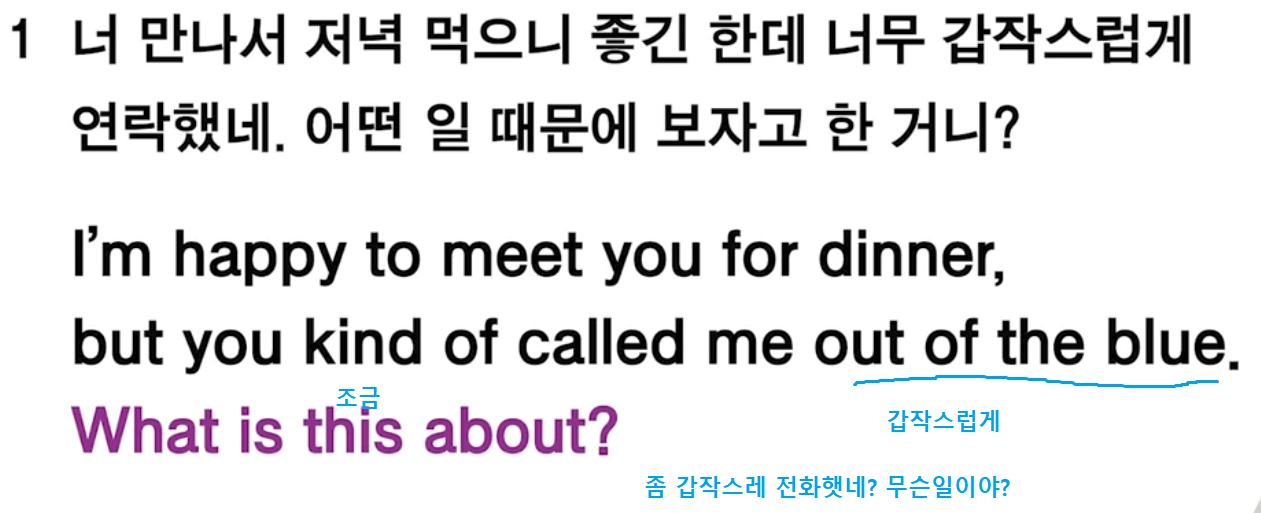 1 너 만나서 저녁 먹으니 좋긴 한데 너무 갑작스럽게
연락했네. 어떤 일 때문에 보자고 한 거니?
I’m happy to meet you for dinner,
but you kind of called me out of the blue.
조금
What is this about?
갑작스럽게
좀 갑작스레 전화햇네? 무슨일이야?